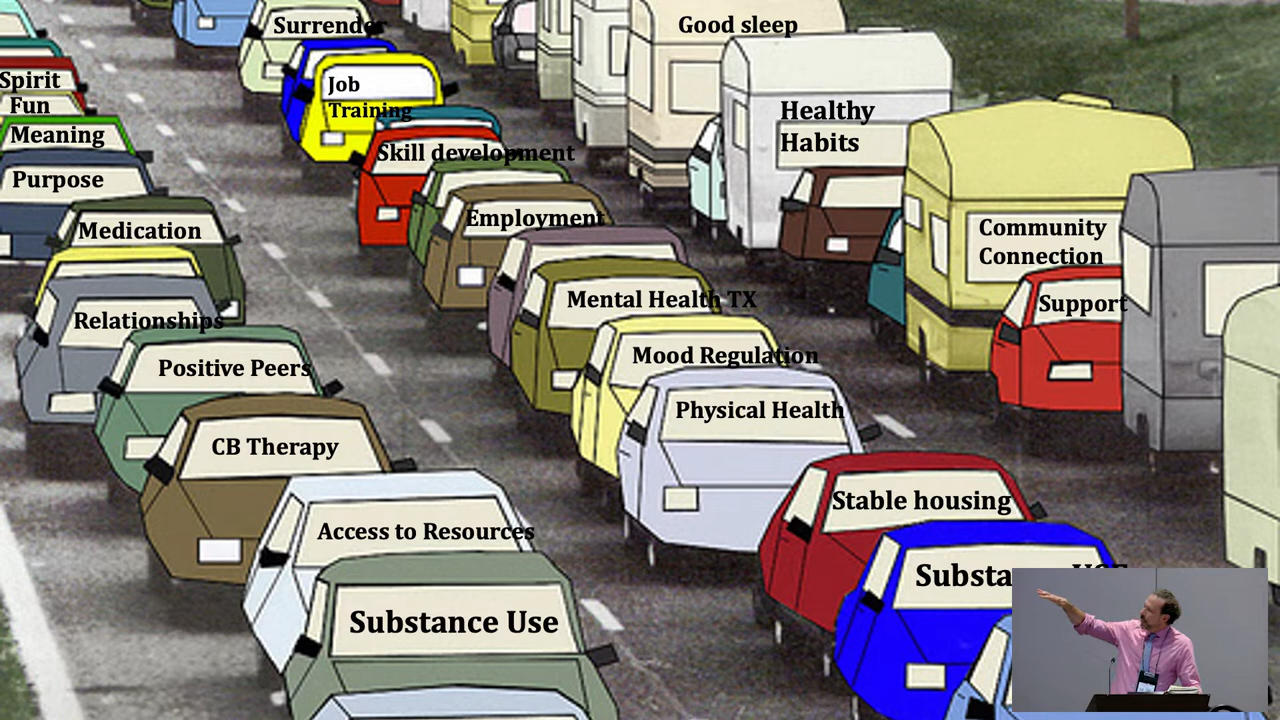 Surrender
Good sleep
Spirit
Job
Training
Fun
Healthy
Habits
Meaning
Skill development
Purpose
Employment
Medication
Community
Connection
Mental Health TX
Support
Relationships
Mood Regulation
Positive Peers
Physical Health
CB Therapy
Stable housing
Access to Resources
Substance Use